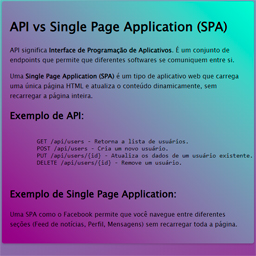 API vs Single Page Application (SPA)
API significa Interface de Programação de Aplicativos. É um conjunto de
endpoints que permite que diferentes softwares se comuniquem entre si.
Uma Single Page Application (SPA) é um tipo de aplicativo web que carrega
uma única página HTML e atualiza o conteúdo dinamicamente, sem
recarregar a página inteira.
Exemplo de API:
GET /api/users - Retorna a lista de usuários.
POST /api/users - Cria um novo usuário.
PUT /api/users/{id} - Atualiza os dados de um usuário existente.
DELETE /api/users/{id} - Remove um usuário.
Exemplo de Single Page Application:
Uma SPA como o Facebook permite que você navegue entre diferentes
seções (Feed de notícias, Perfil, Mensagens) sem recarregar toda a página.